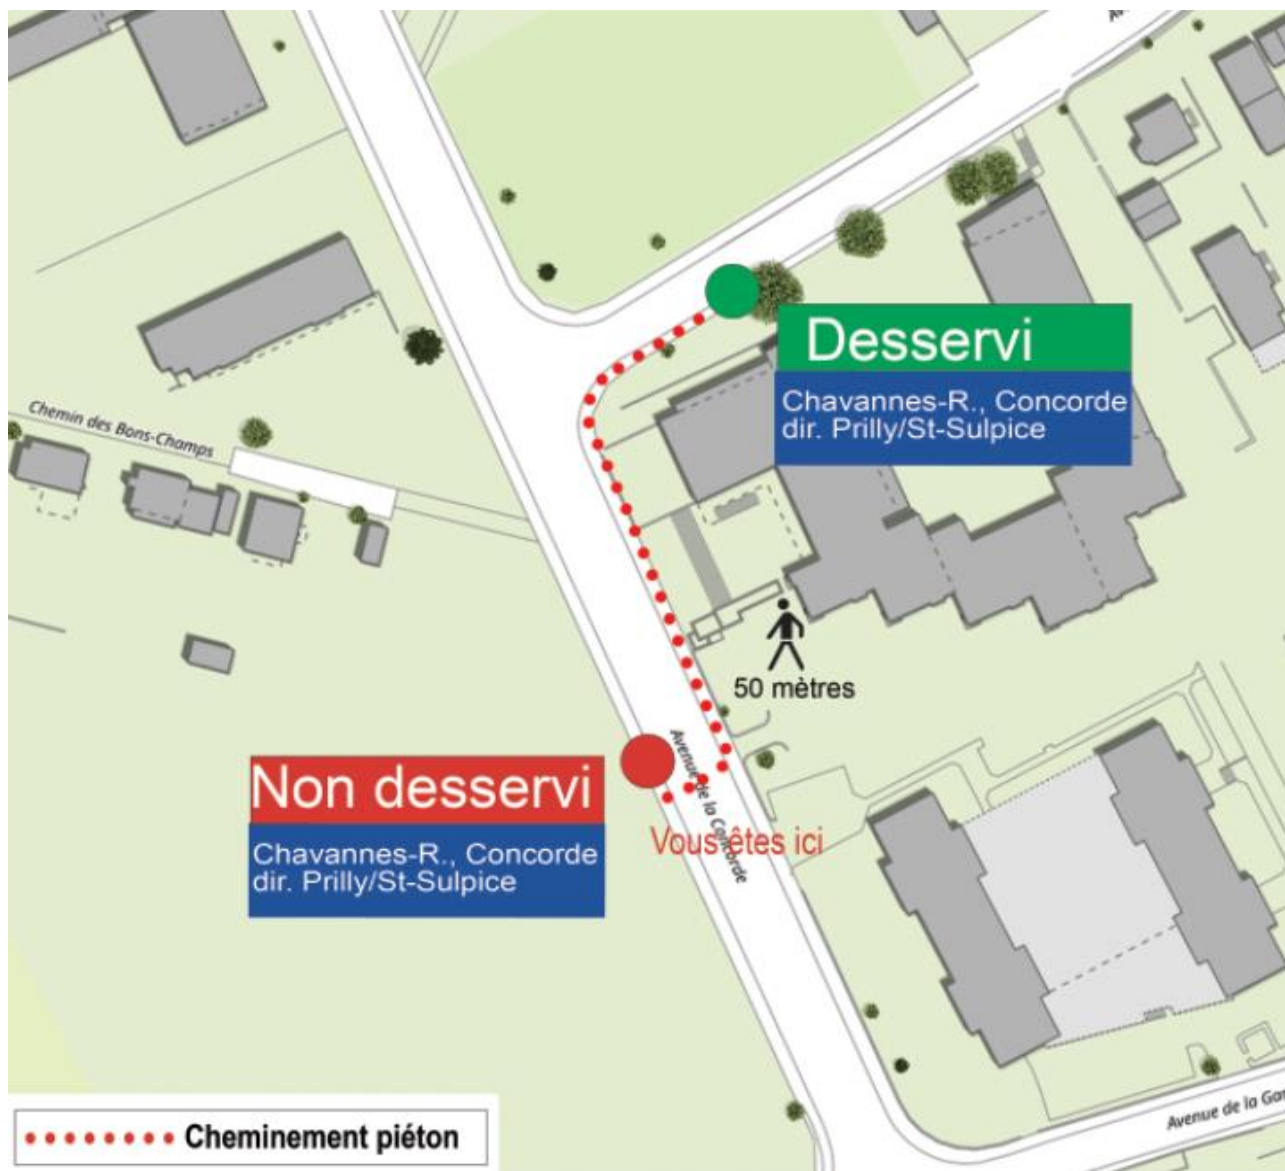 Chemin des Bons-Champs
Desservi
Chavannes-R., Concorde
dir. Prilly/St-Sulpice
50 mètres
Avenue de la Concorde
Non desservi
Chavannes-R., Concorde
dir. Prilly/St-Sulpice
Vous êtes ici
Avenue de la Gar
Cheminement piéton